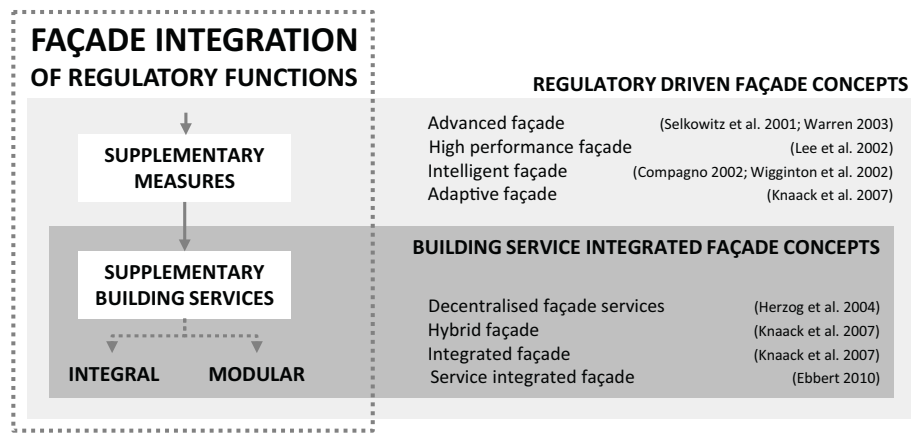 FAÇADE INTEGRATION
OF REGULATORY FUNCTIONS
REGULATORY DRIVEN FAÇADE CONCEPTS
SUPPLEMENTARY
MEASURES
Advanced façade (Selkowitz et al. 2001; Warren 2003)
High performance façade (Lee et al. 2002)
Intelligent façade (Compagno 2002; Wigginton et al. 2002)
Adaptive façade (Knaack et al. 2007)
BUILDING SERVICE INTEGRATED FAÇADE CONCEPTS
SUPPLEMENTARY
BUILDING SERVICES
INTEGRAL MODULAR
Decentralised façade services (Herzog et al. 2004)
Hybrid façade (Knaack et al. 2007)
Integrated façade (Knaack et al. 2007)
Service integrated façade (Ebbert 2010)